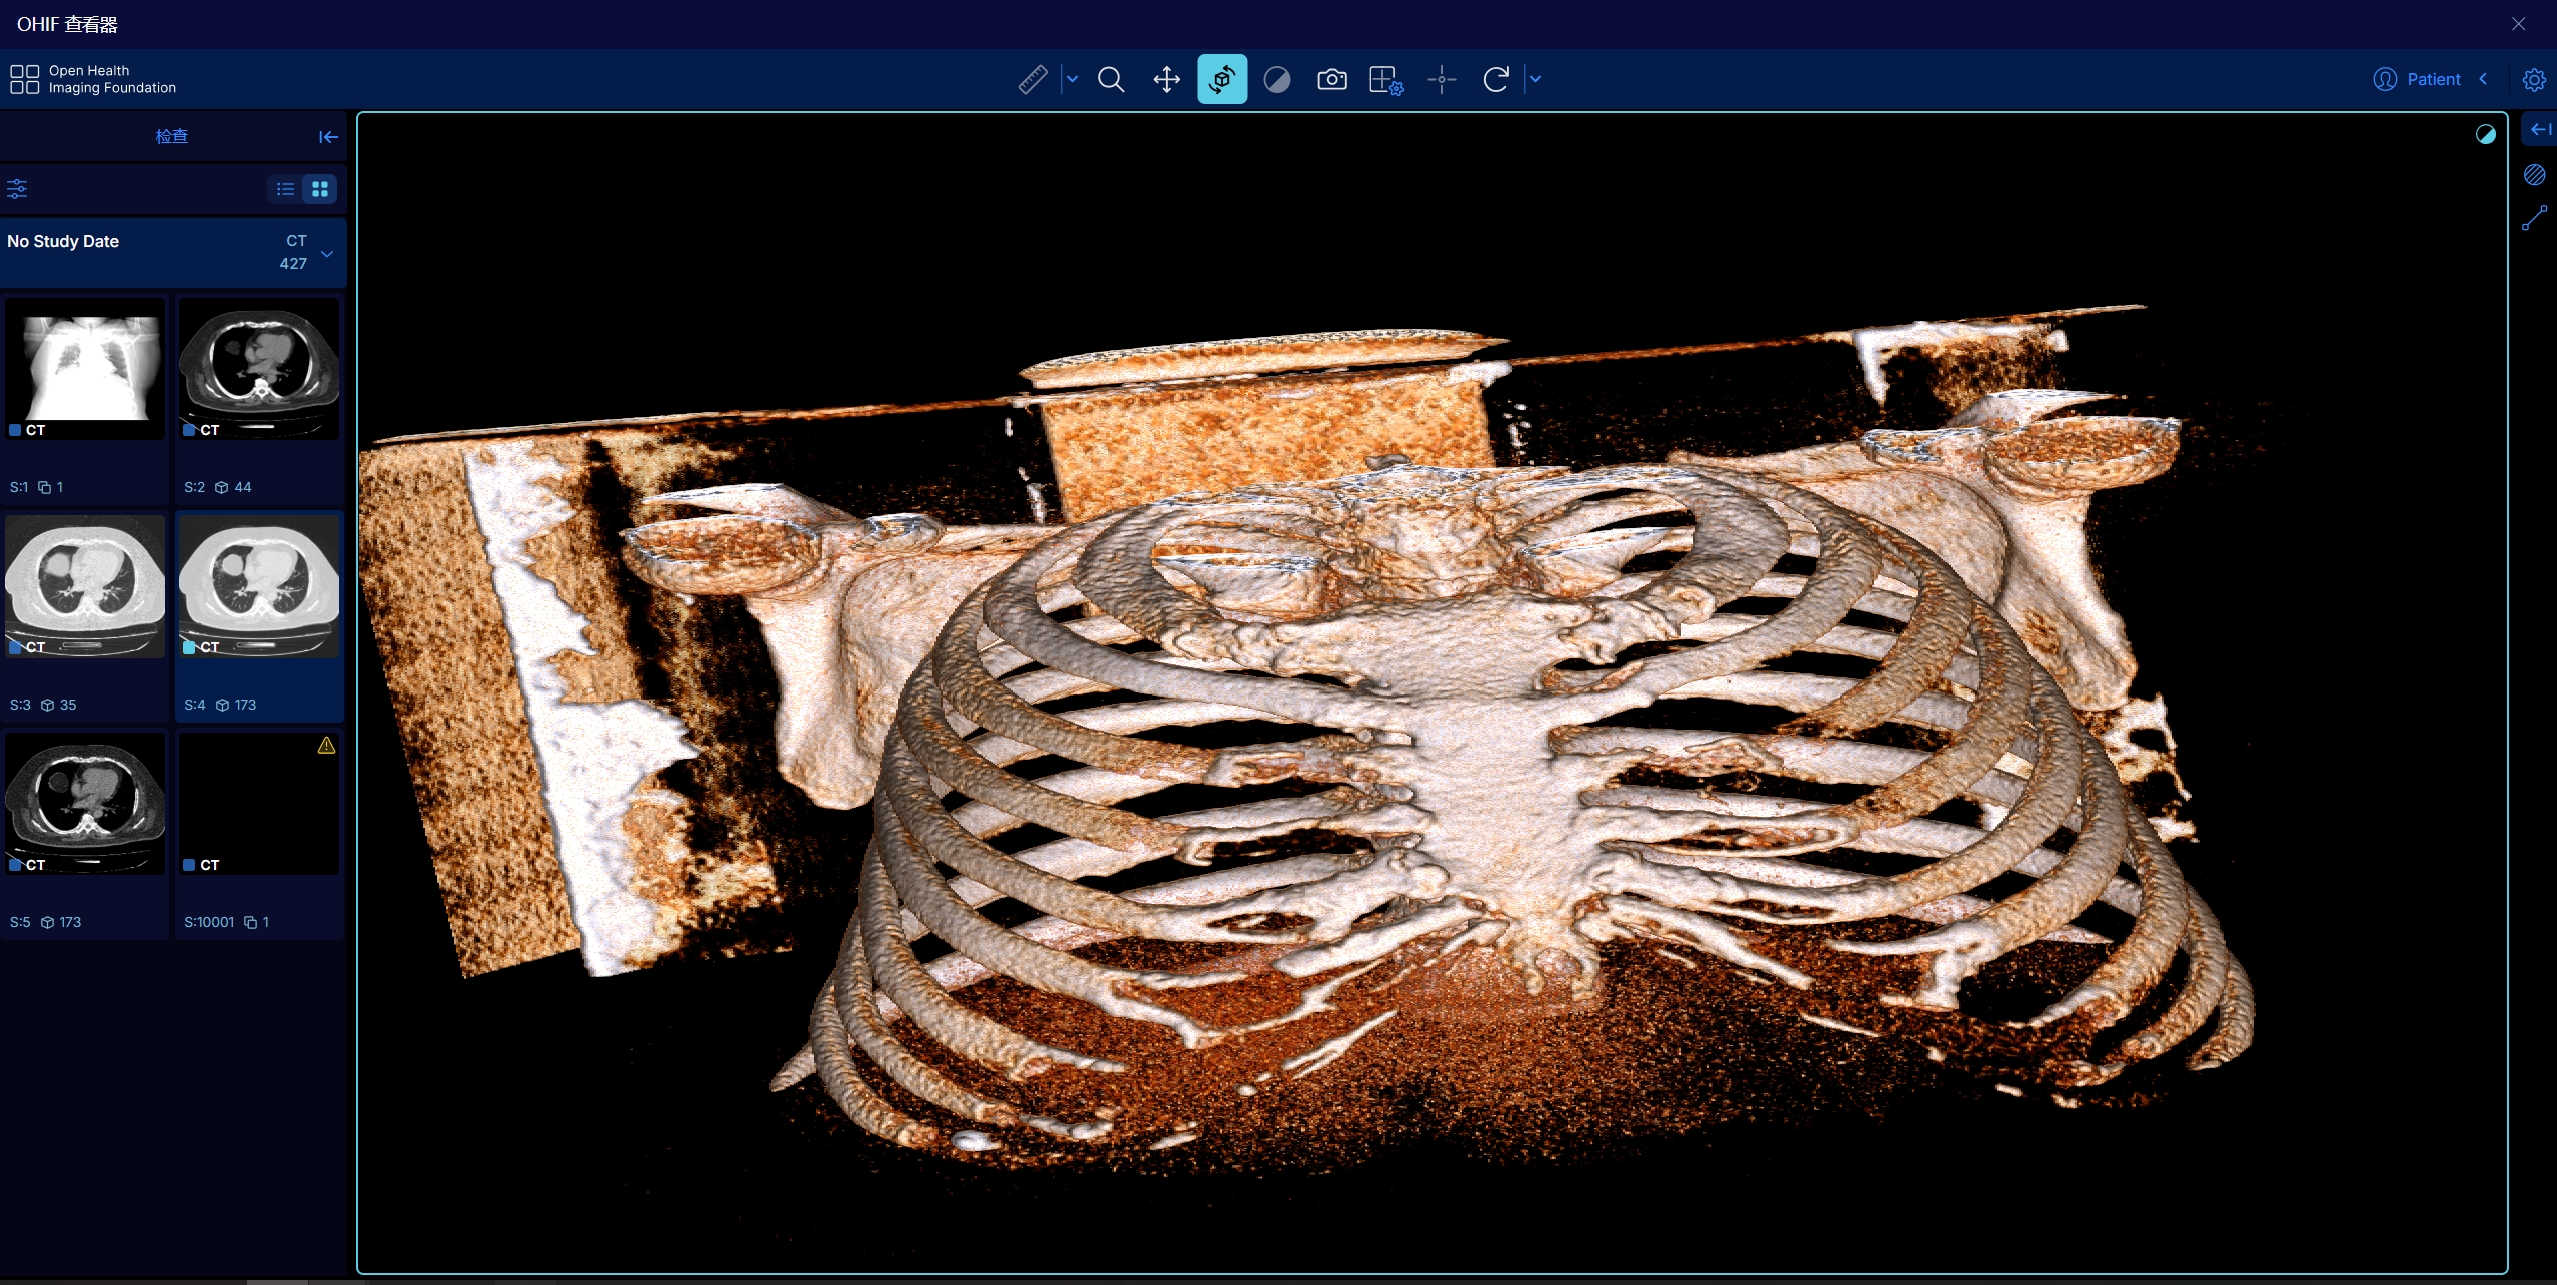 OHIF 查看器
Open Health
Imaging Foundation
Patient
检查
No Study Date
CT
427
CT
CT
S:1 1
S:2 44
CT
CT
S:3 35
S:4 173
CT
CT
S:5 173
S:10001 1